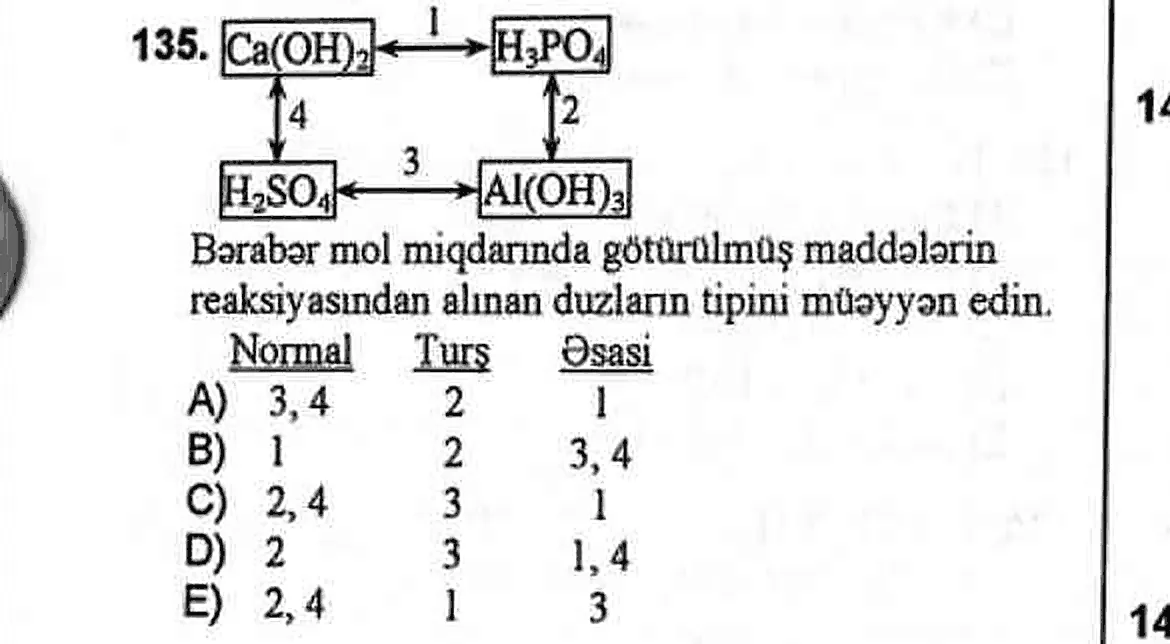 135. Ca(OH)₂ 1 H₃PO₄
4 2
3
H₂SO₄ Al(OH)₃
Bərabər mol miqdarında götürülmüş maddələrin
reaksiyasından alınan duzların tipini müəyyən edin.
Normal Turş Əsasi
A) 3, 4 2 1
B) 1 2 3, 4
C) 2, 4 3 1
D) 2 3 1, 4
E) 2, 4 1 3
14
14